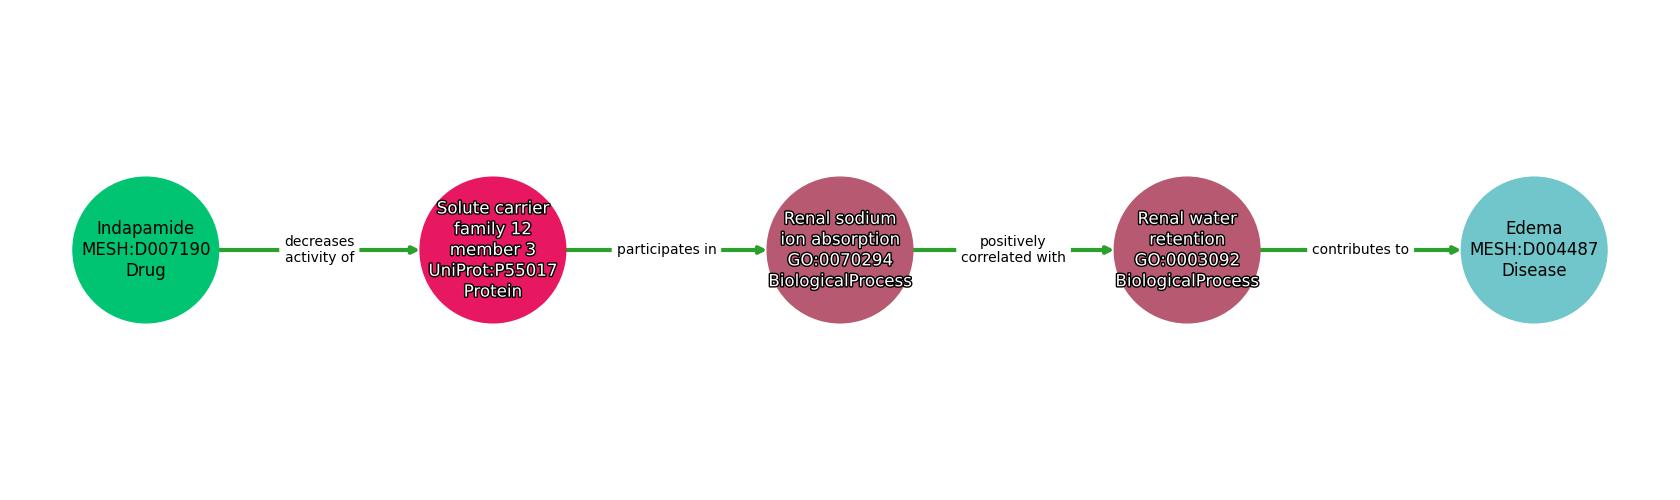 Indapamide
MESH:D007190
Drug
decreases
activity of
Solute carrier
family 12
member 3
UniProt:P55017
Protein
participates in
Renal sodium
ion absorption
GO:0070294
BiologicalProcess
positively
correlated with
Renal water
retention
GO:0003092
BiologicalProcess
contributes to
Edema
MESH:D004487
Disease